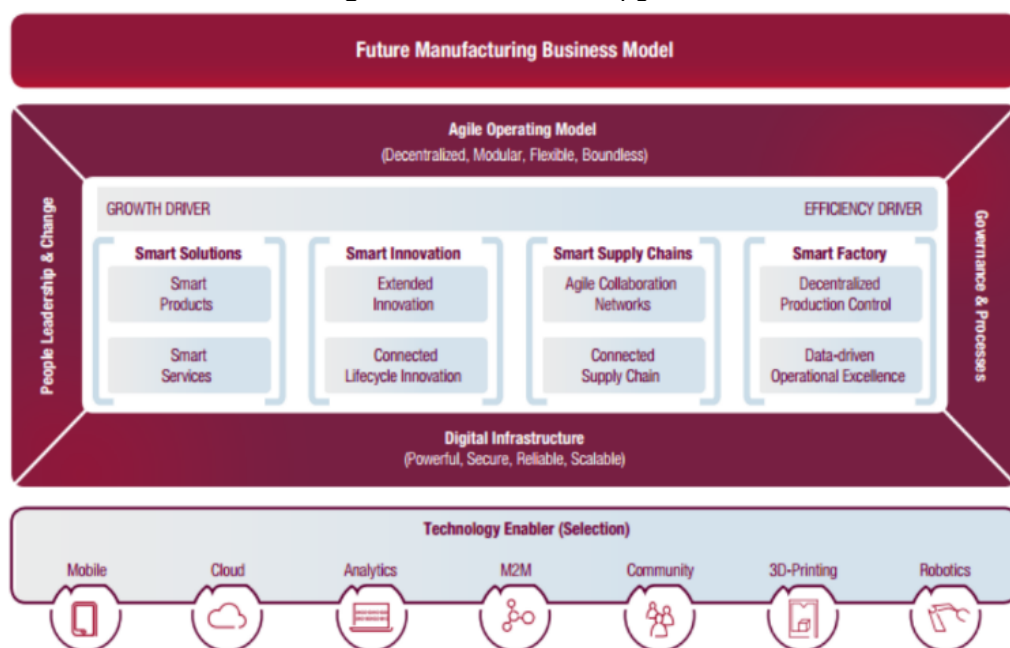 Future Manufacturing Business Model
Agile Operating Model
(Decentralized, Modular, Flexible, Boundless)
People Leadership & Change
GROWTH DRIVER
EFFICIENCY DRIVER
Smart Solutions
Smart
Products
Smart
Services
Smart Innovation
Extended
Innovation
Connected
Lifecycle Innovation
Smart Supply Chains
Agile Collaboration
Networks
Connected
Supply Chain
Smart Factory
Decentralized
Production Control
Data-driven
Operational Excellence
Governance & Processes
Digital Infrastructure
(Powerful, Secure, Reliable, Scalable)
Technology Enabler (Selection)
Mobile
Cloud
Analytics
M2M
Community
3D-Printing
Robotics